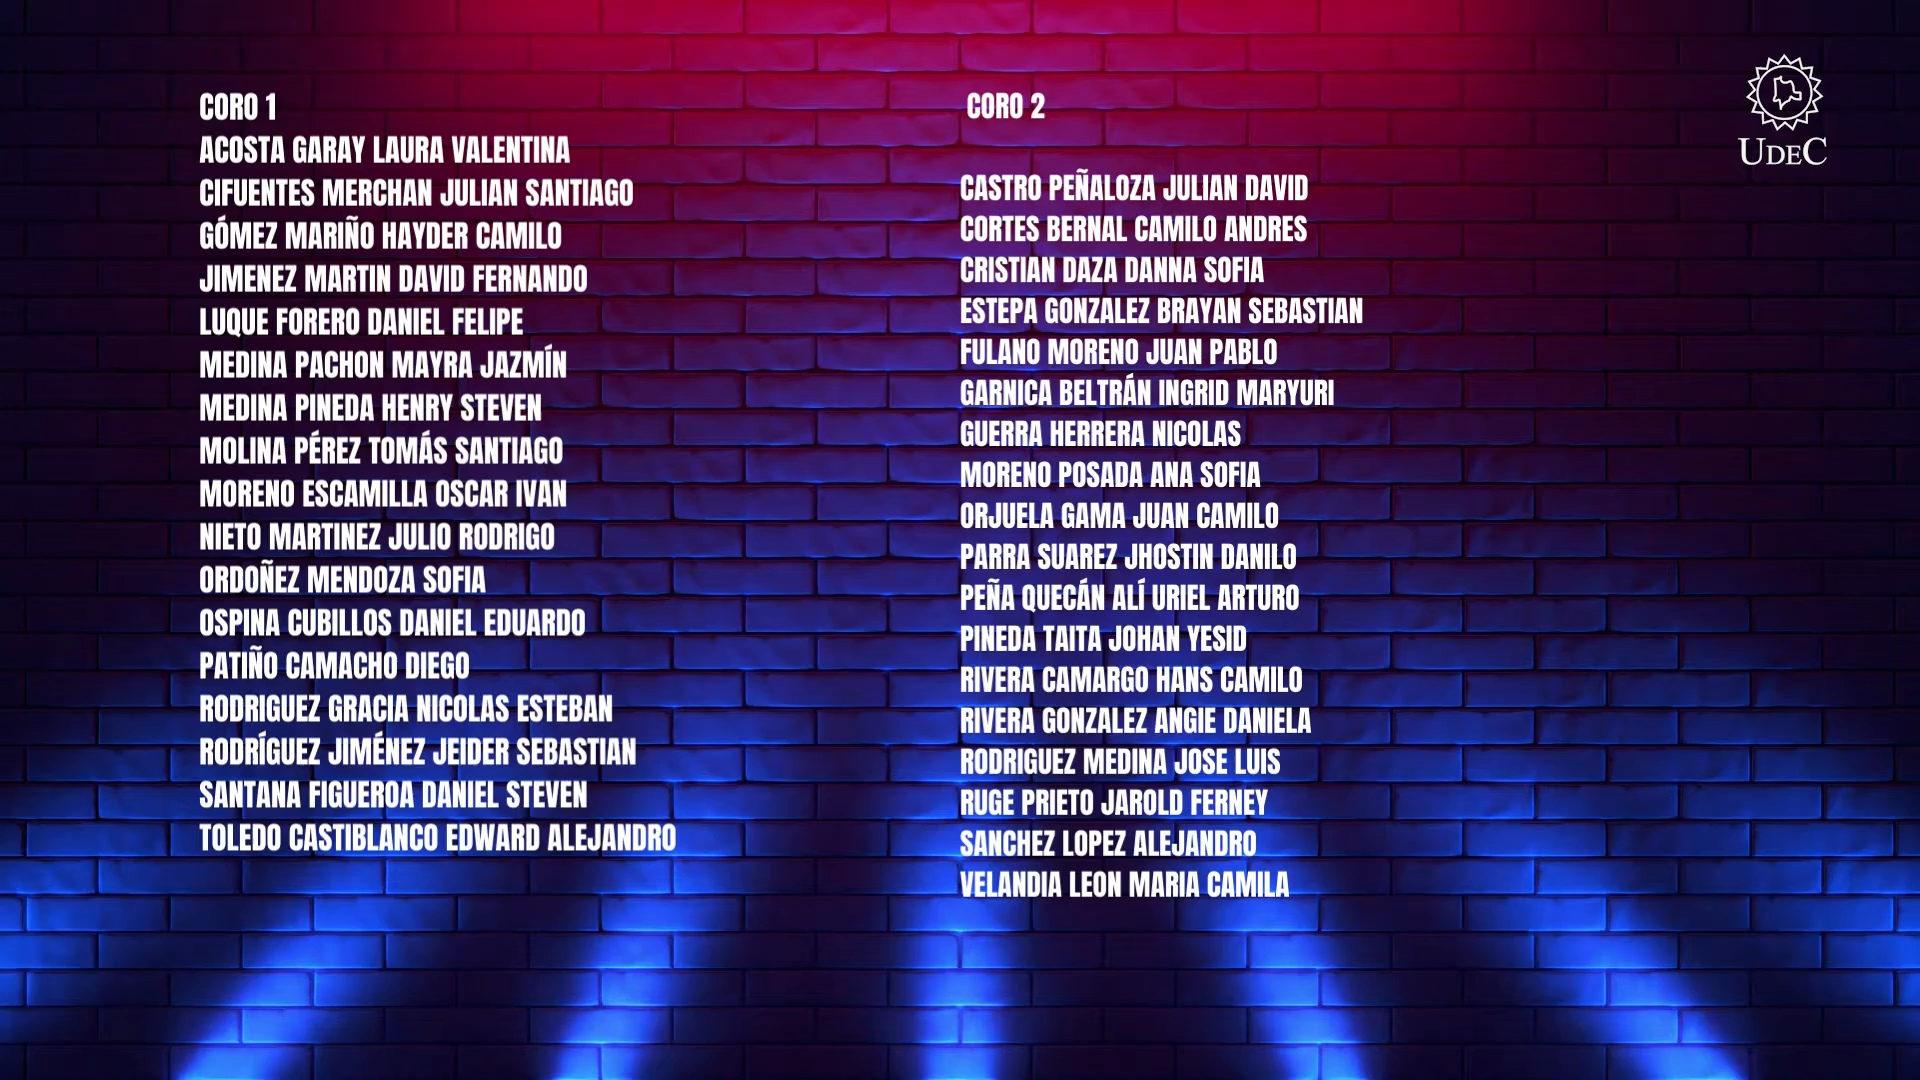 CORO 1
ACOSTA GARAY LAURA VALENTINA
CIFUENTES MERCHAN JULIAN SANTIAGO
GÓMEZ MARIÑO HAYDER CAMILO
JIMENEZ MARTIN DAVID FERNANDO
LUQUE FORERO DANIEL FELIPE
MEDINA PACHON MAYRA JAZMÍN
MEDINA PINEDA HENRY STEVEN
MOLINA PÉREZ TOMÁS SANTIAGO
MORENO ESCAMILLA OSCAR IVAN
NIETO MARTINEZ JULIO RODRIGO
ORDOÑEZ MENDOZA SOFIA
OSPINA CUBILLOS DANIEL EDUARDO
PATIÑO CAMACHO DIEGO
RODRIGUEZ GRACIA NICOLAS ESTEBAN
RODRÍGUEZ JIMÉNEZ JEIDER SEBASTIAN
SANTANA FIGUEROA DANIEL STEVEN
TOLEDO CASTIBLANCO EDWARD ALEJANDRO
CORO 2
CASTRO PEÑALOZA JULIAN DAVID
CORTES BERNAL CAMILO ANDRES
CRISTIAN DAZA DANNA SOFIA
ESTEPA GONZALEZ BRAYAN SEBASTIAN
FULANO MORENO JUAN PABLO
GARNICA BELTRÁN INGRID MARYURI
GUERRA HERRERA NICOLAS
MORENO POSADA ANA SOFIA
ORJUELA GAMA JUAN CAMILO
PARRA SUAREZ JHOSTIN DANILO
PEÑA QUECÁN ALÍ URIEL ARTURO
PINEDA TAITA JOHAN YESID
RIVERA CAMARGO HANS CAMILO
RIVERA GONZALEZ ANGIE DANIELA
RODRIGUEZ MEDINA JOSE LUIS
RUGE PRIETO JAROLD FERNEY
SANCHEZ LOPEZ ALEJANDRO
VELANDIA LEON MARIA CAMILA
UDEC